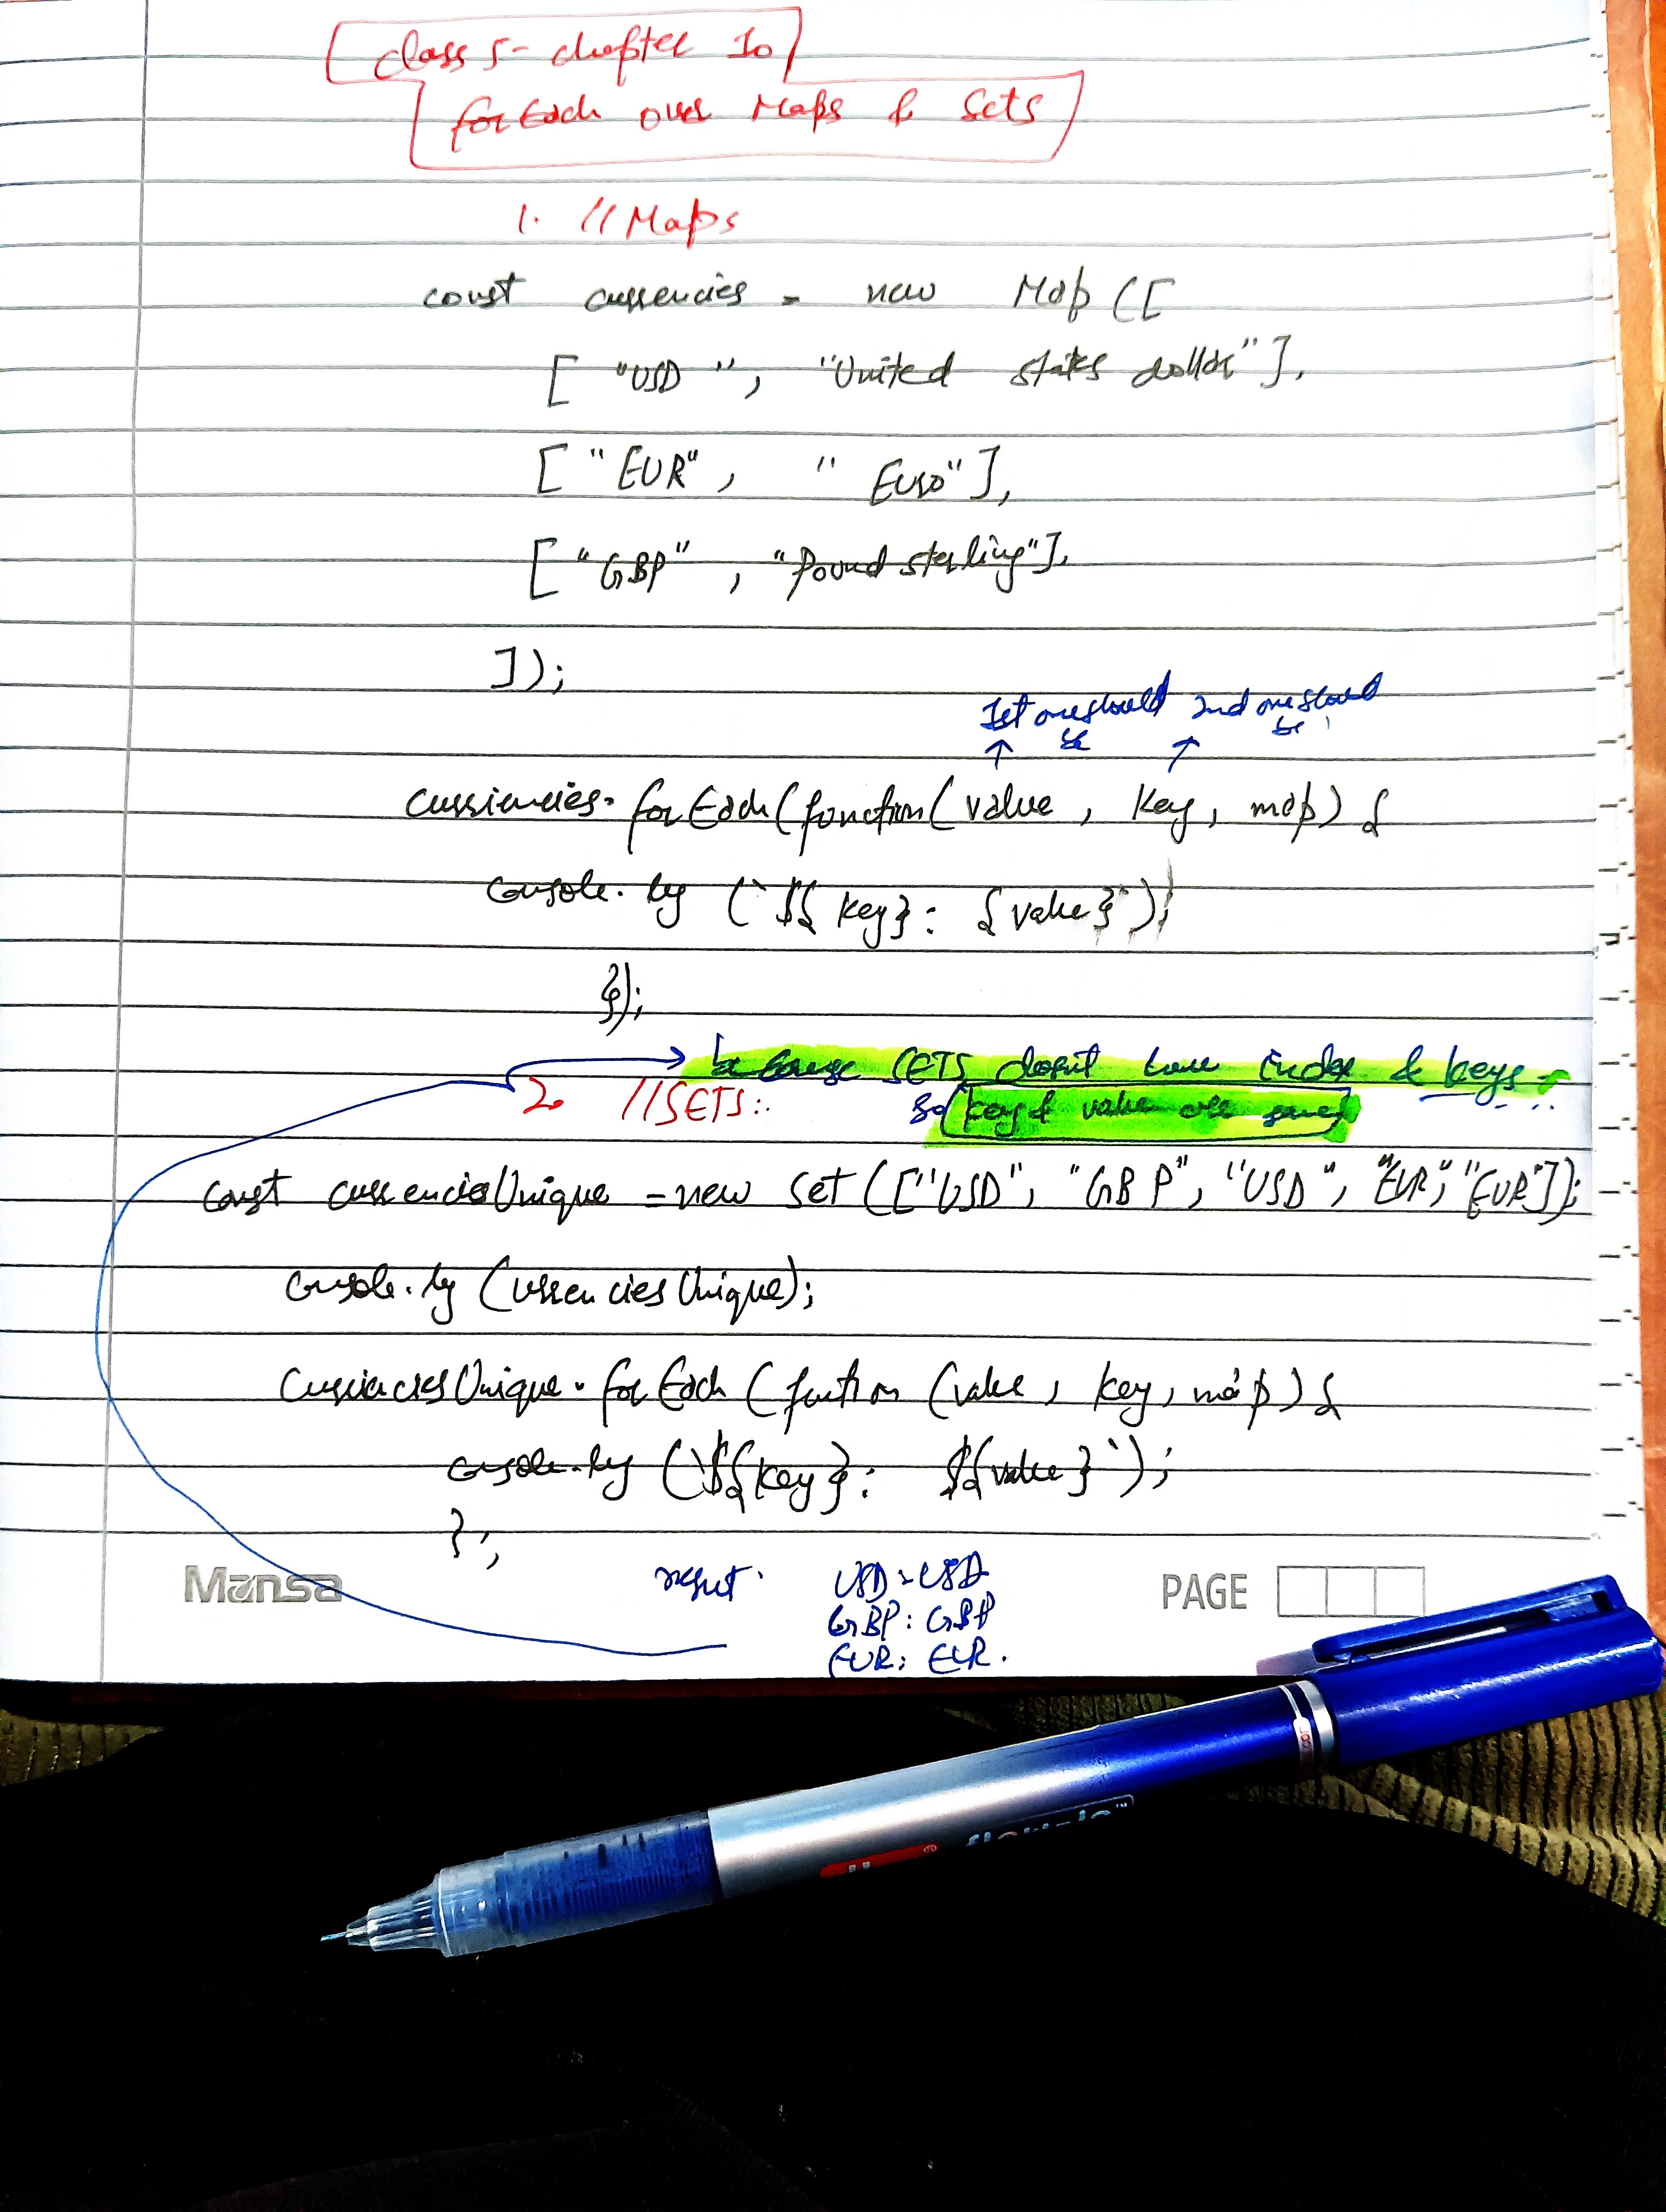 class 5- chapter 10
forEach over Maps & Sets
1. // Maps
const currencies = new Map ([
[ "USD ", "United states dollar" ],
[ "EUR", " Euro" ],
[ "GBP" , "Pound sterling"],
]);
1st one should be
2nd one should be
currencies. forEach (function (value , key, map) {
console. log (`${ key} : {value}`);
});
because SETS doesn't have index & keys
2. // SETS:
So key & value are same
const currenciesUnique = new Set (["USD", "GBP", "USD", "EUR", "EUR"]);
console.log (currenciesUnique);
currenciesUnique. forEach (function (value , key, map) {
console.log (`${key} : ${value}`);
};
Mansa
result. USD: USD
GBP: GBP
EUR: EUR.
PAGE